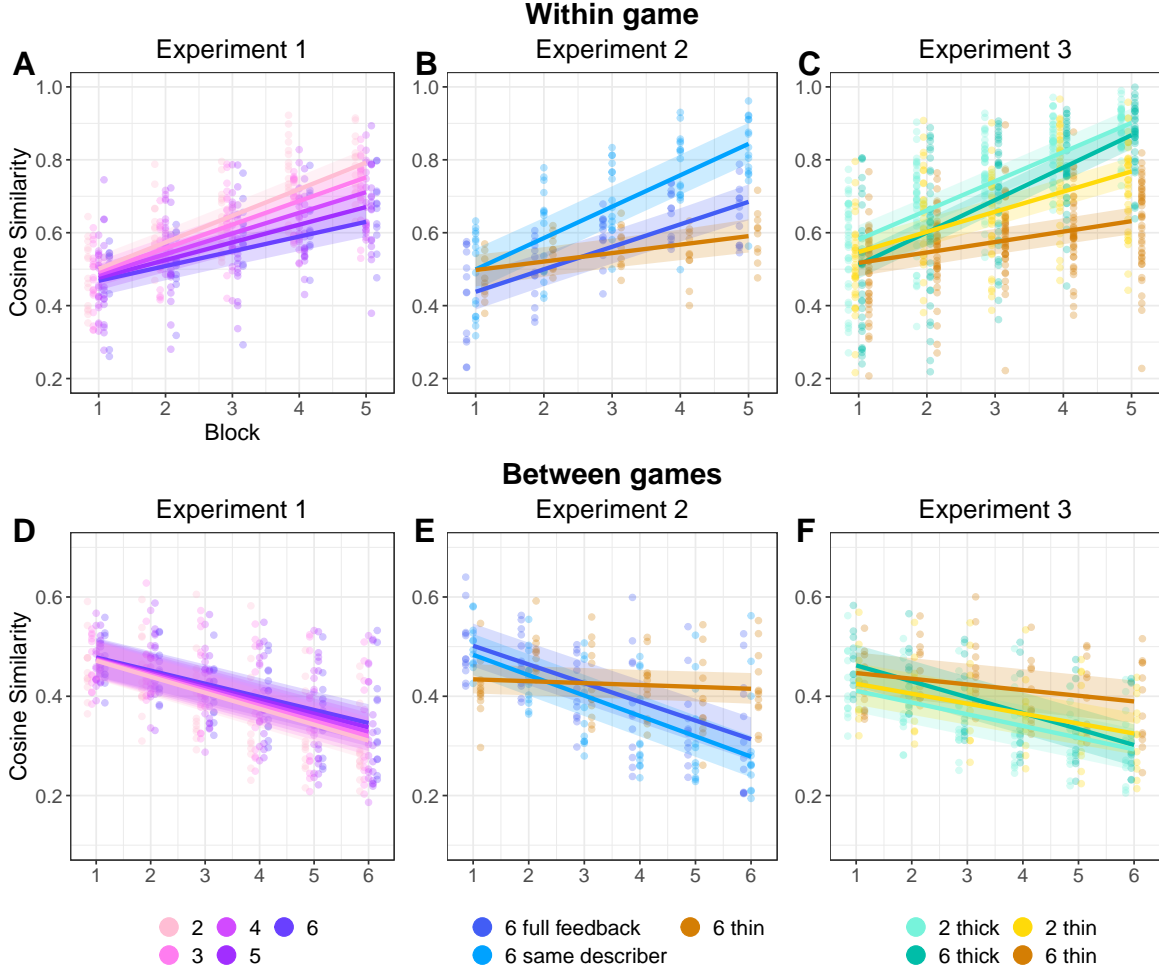 Within game
A Experiment 1
B Experiment 2
C Experiment 3
Cosine Similarity
1.0
0.8
0.6
0.4
0.2
1 2 3 4 5
Block
1.0
0.8
0.6
0.4
0.2
1 2 3 4 5
1.0
0.8
0.6
0.4
0.2
1 2 3 4 5
Between games
D Experiment 1
E Experiment 2
F Experiment 3
Cosine Similarity
0.6
0.4
0.2
1 2 3 4 5 6
0.6
0.4
0.2
1 2 3 4 5 6
0.6
0.4
0.2
1 2 3 4 5 6
2 4 6
3 5
6 full feedback 6 thin
6 same describer
2 thick 2 thin
6 thick 6 thin